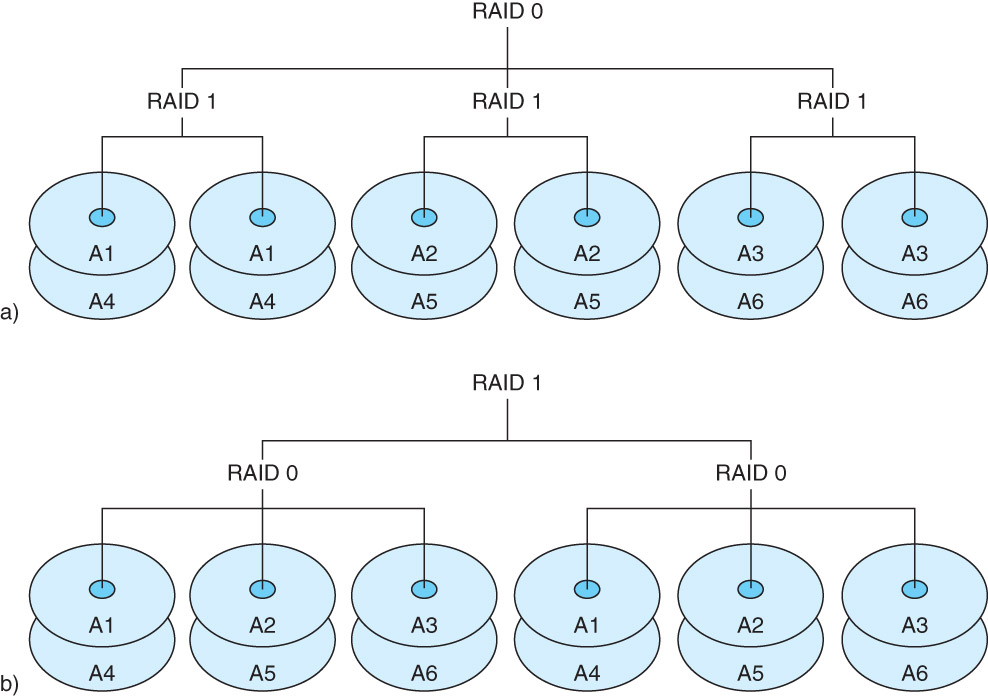 RAID 0
RAID 1 RAID 1 RAID 1
A1 A1 A2 A2 A3 A3
A4 A4 A5 A5 A6 A6
a)
RAID 1
RAID 0 RAID 0
A1 A2 A3 A1 A2 A3
A4 A5 A6 A4 A5 A6
b)